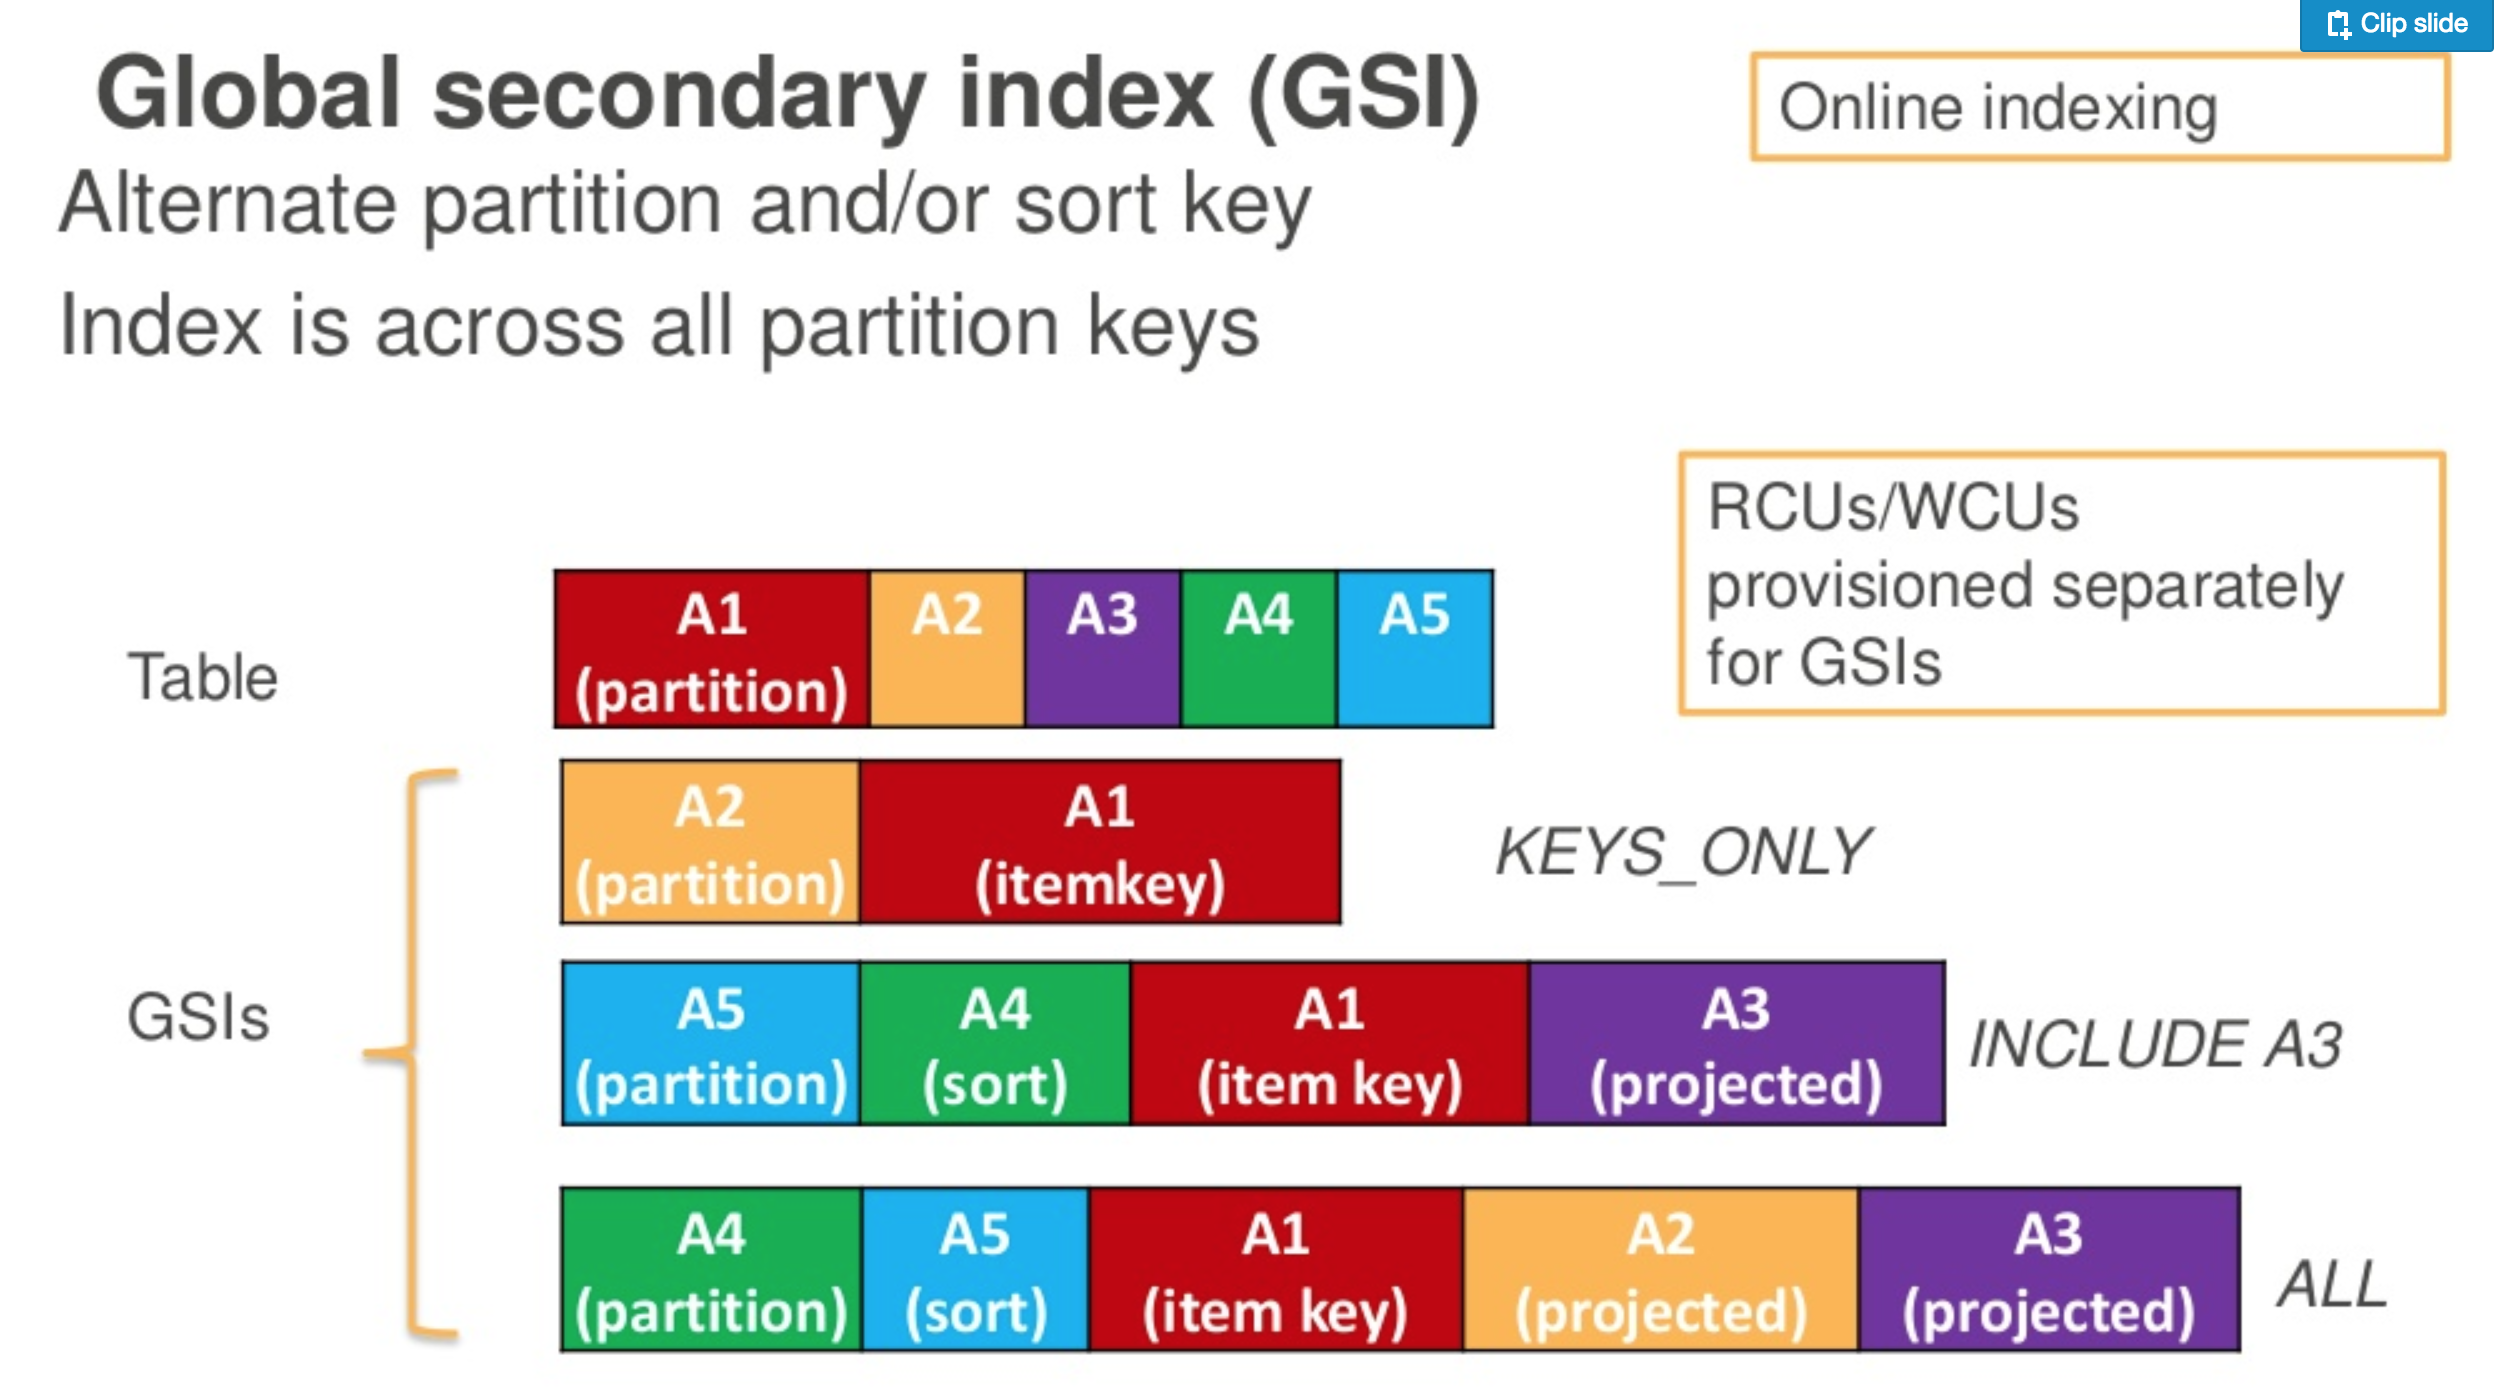 Clip slide
Global secondary index (GSI)
Online indexing
Alternate partition and/or sort key
Index is across all partition keys
RCUs/WCUs
provisioned separately
for GSIs
Table
A1
(partition)
A2
A3
A4
A5
GSIs
A2
(partition)
A1
(itemkey)
KEYS_ONLY
A5
(partition)
A4
(sort)
A1
(item key)
A3
(projected)
INCLUDE A3
A4
(partition)
A5
(sort)
A1
(item key)
A2
(projected)
A3
(projected)
ALL